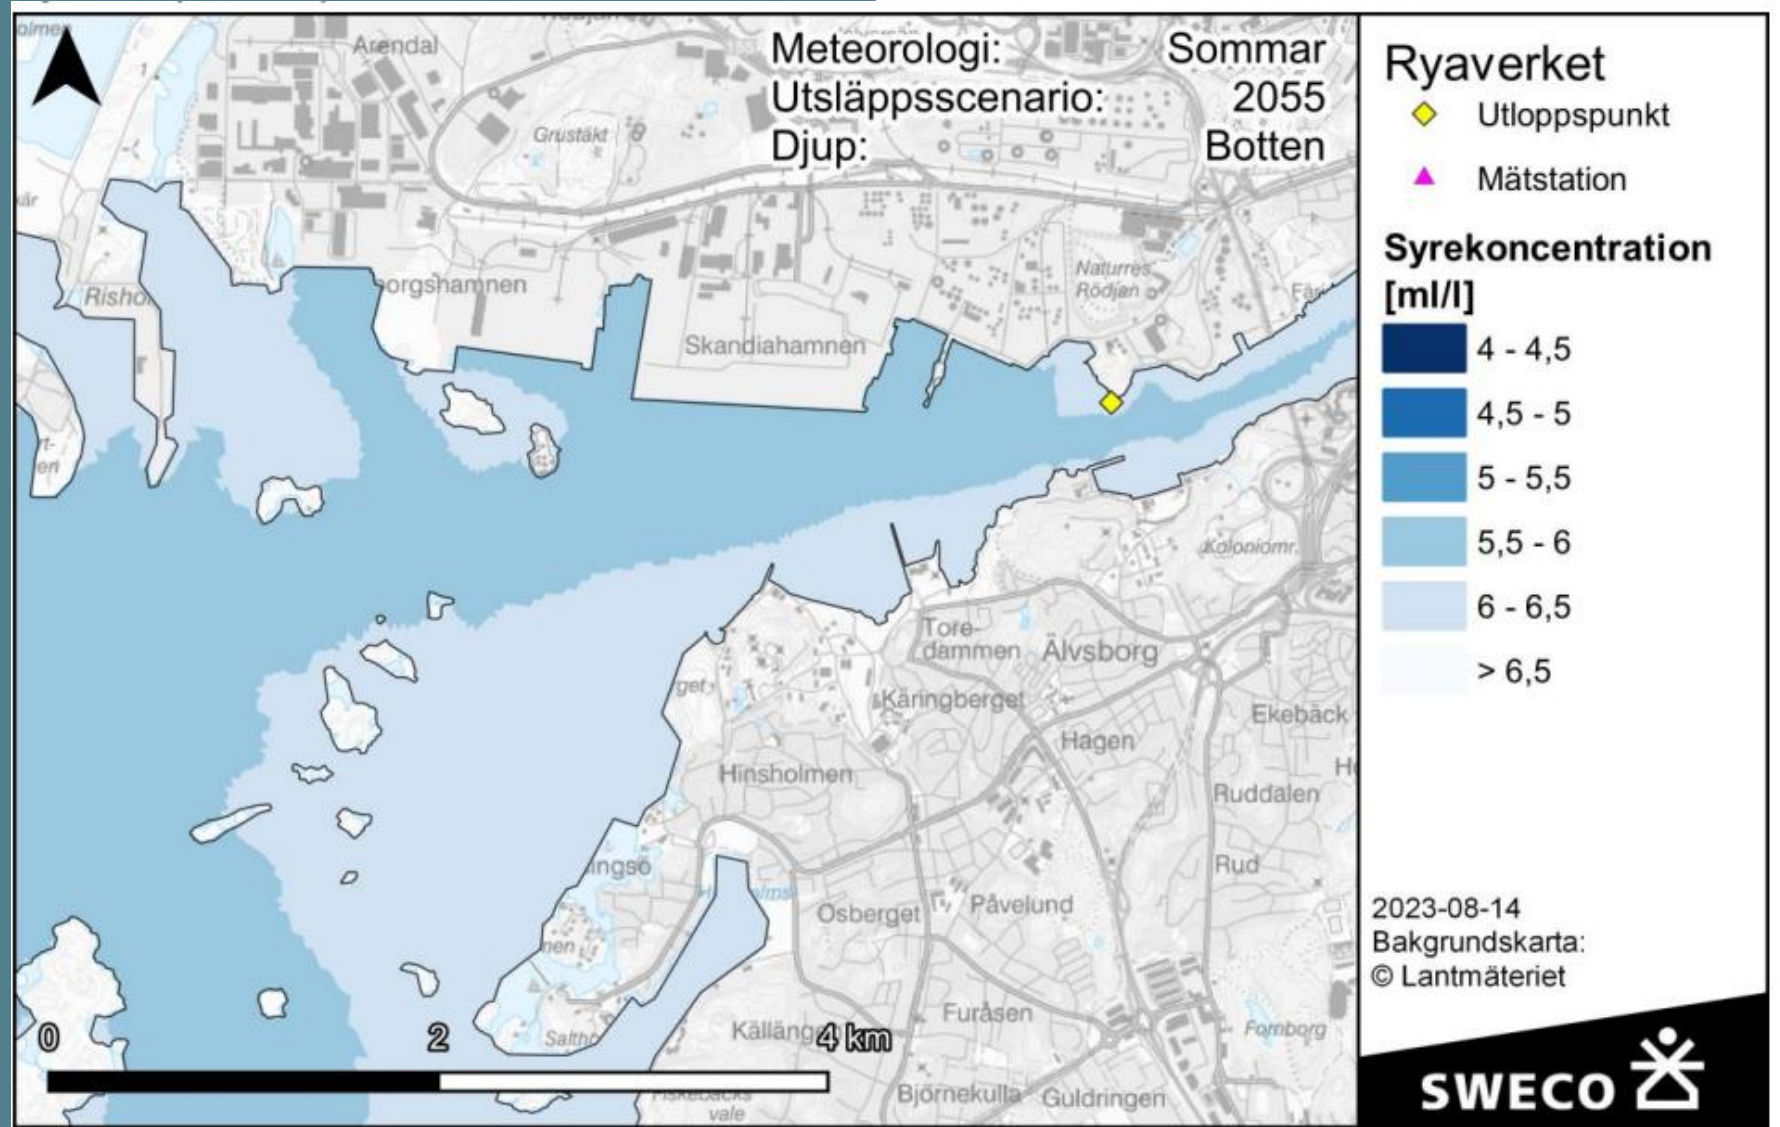 Arendal
Meteorologi: Sommar
Utsläppsscenario: 2055
Djup: Botten
1
Grustäkt
Naturres
Rödjan
Skandiahamnen
Koloniomr.
Tore-
dammen
Älvsborg
Käringberget
Ekebäck
Hagen
Hinsholmen
Ruddalen
Rud
Osberget
Påvelund
Furåsen
Fornborg
Björnekulla
Guldringen
vale
0 2 4 km
Ryaverket
Utloppspunkt
Mätstation
Syrekoncentration
[ml/l]
4 - 4,5
4,5 - 5
5 - 5,5
5,5 - 6
6 - 6,5
> 6,5
2023-08-14
Bakgrundskarta:
© Lantmäteriet
SWECO